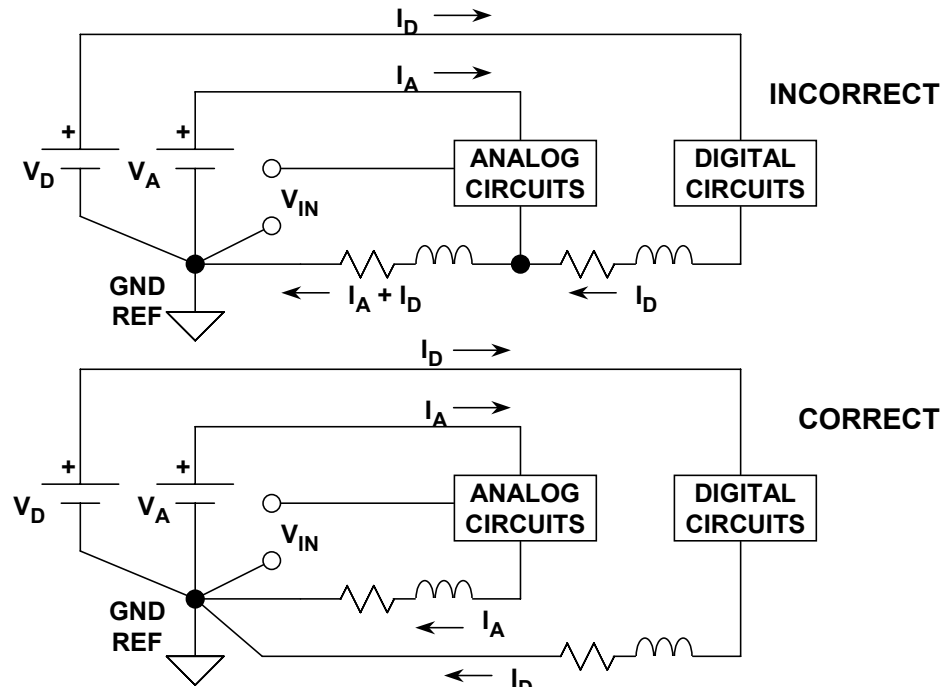 I_D
I_A
INCORRECT
+
+
V_D
V_A
V_IN
ANALOG
CIRCUITS
DIGITAL
CIRCUITS
GND
REF
I_A + I_D
I_D
I_D
I_A
CORRECT
+
+
V_D
V_A
V_IN
ANALOG
CIRCUITS
DIGITAL
CIRCUITS
GND
REF
I_A
I_D